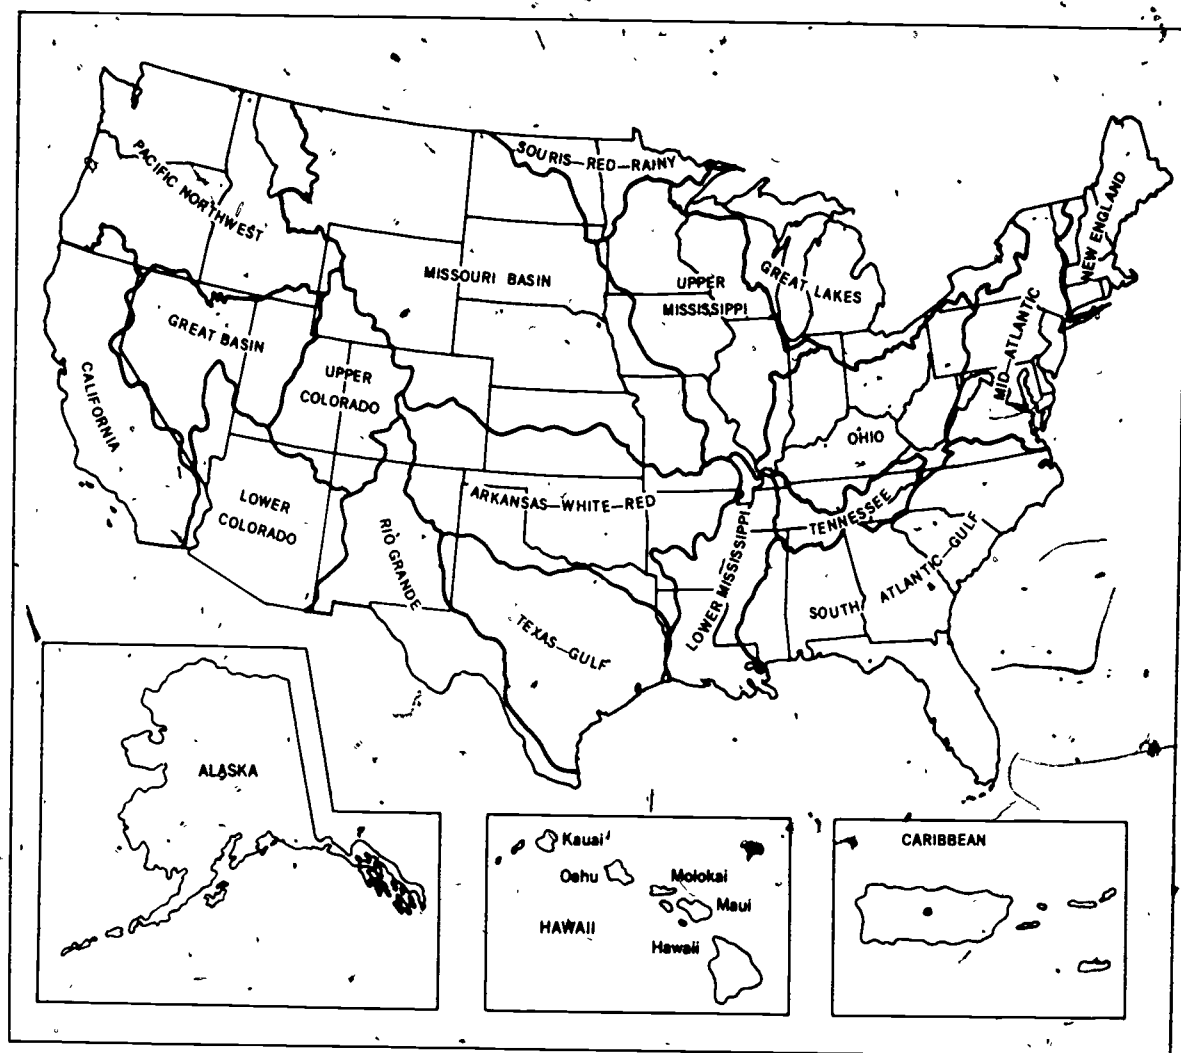 SOURIS—RED—RAINY
PACIFIC NORTHWEST
NEW ENGLAND
MISSOURI BASIN
UPPER
MISSISSIPPI
GREAT LAKES
GREAT BASIN
MID—ATLANTIC
CALIFORNIA
UPPER
COLORADO
OHIO
LOWER
COLORADO
ARKANSAS—WHITE—RED
TENNESSEE
RIO GRANDE
LOWER MISSISSIPPI
SOUTH ATLANTIC—GULF
TEXAS—GULF
ALASKA
Kauai
Oahu
Molokai
Maui
HAWAII
Hawaii
CARIBBEAN